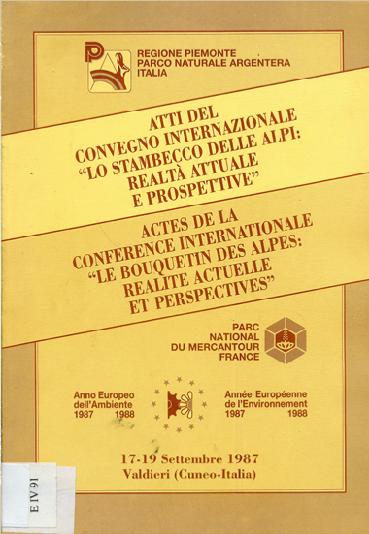 REGIONE PIEMONTE
PARCO NATURALE ARGENTERA
ITALIA
ATTI DEL
CONVEGNO INTERNAZIONALE
"LO STAMBECCO DELLE ALPI:
REALTÀ ATTUALE
E PROSPETTIVE"
ACTES DE LA
CONFERENCE INTERNATIONALE
"LE BOUQUETIN DES ALPES:
REALITE ACTUELLE
ET PERSPECTIVES"
PARC
NATIONAL
DU MERCANTOUR
FRANCE
Anno Europeo
dell'Ambiente
1987 1988
Année Européenne
de l'Environnement
1987 1988
17-19 Settembre 1987
Valdieri (Cuneo-Italia)
E IV 91